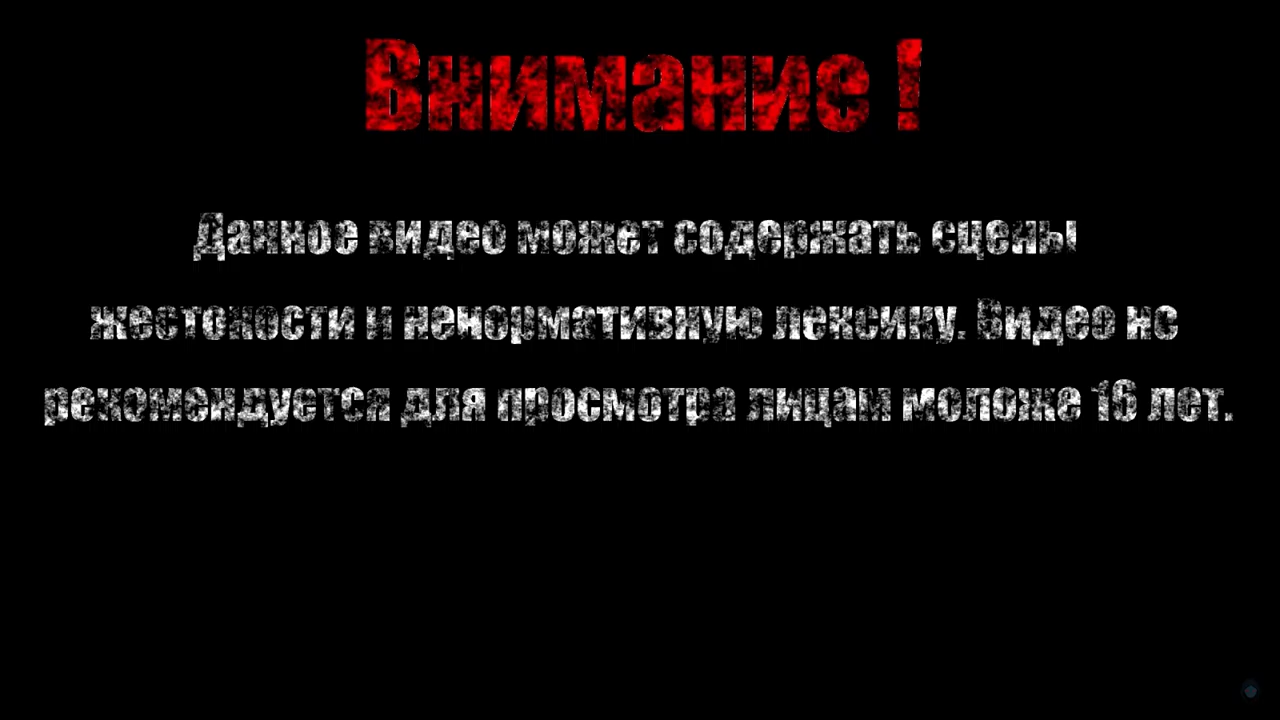 Внимание !
Данное видео может содержать сцены
жестокости и ненормативную лексику. Видео не
рекомендуется для просмотра лицам моложе 16 лет.